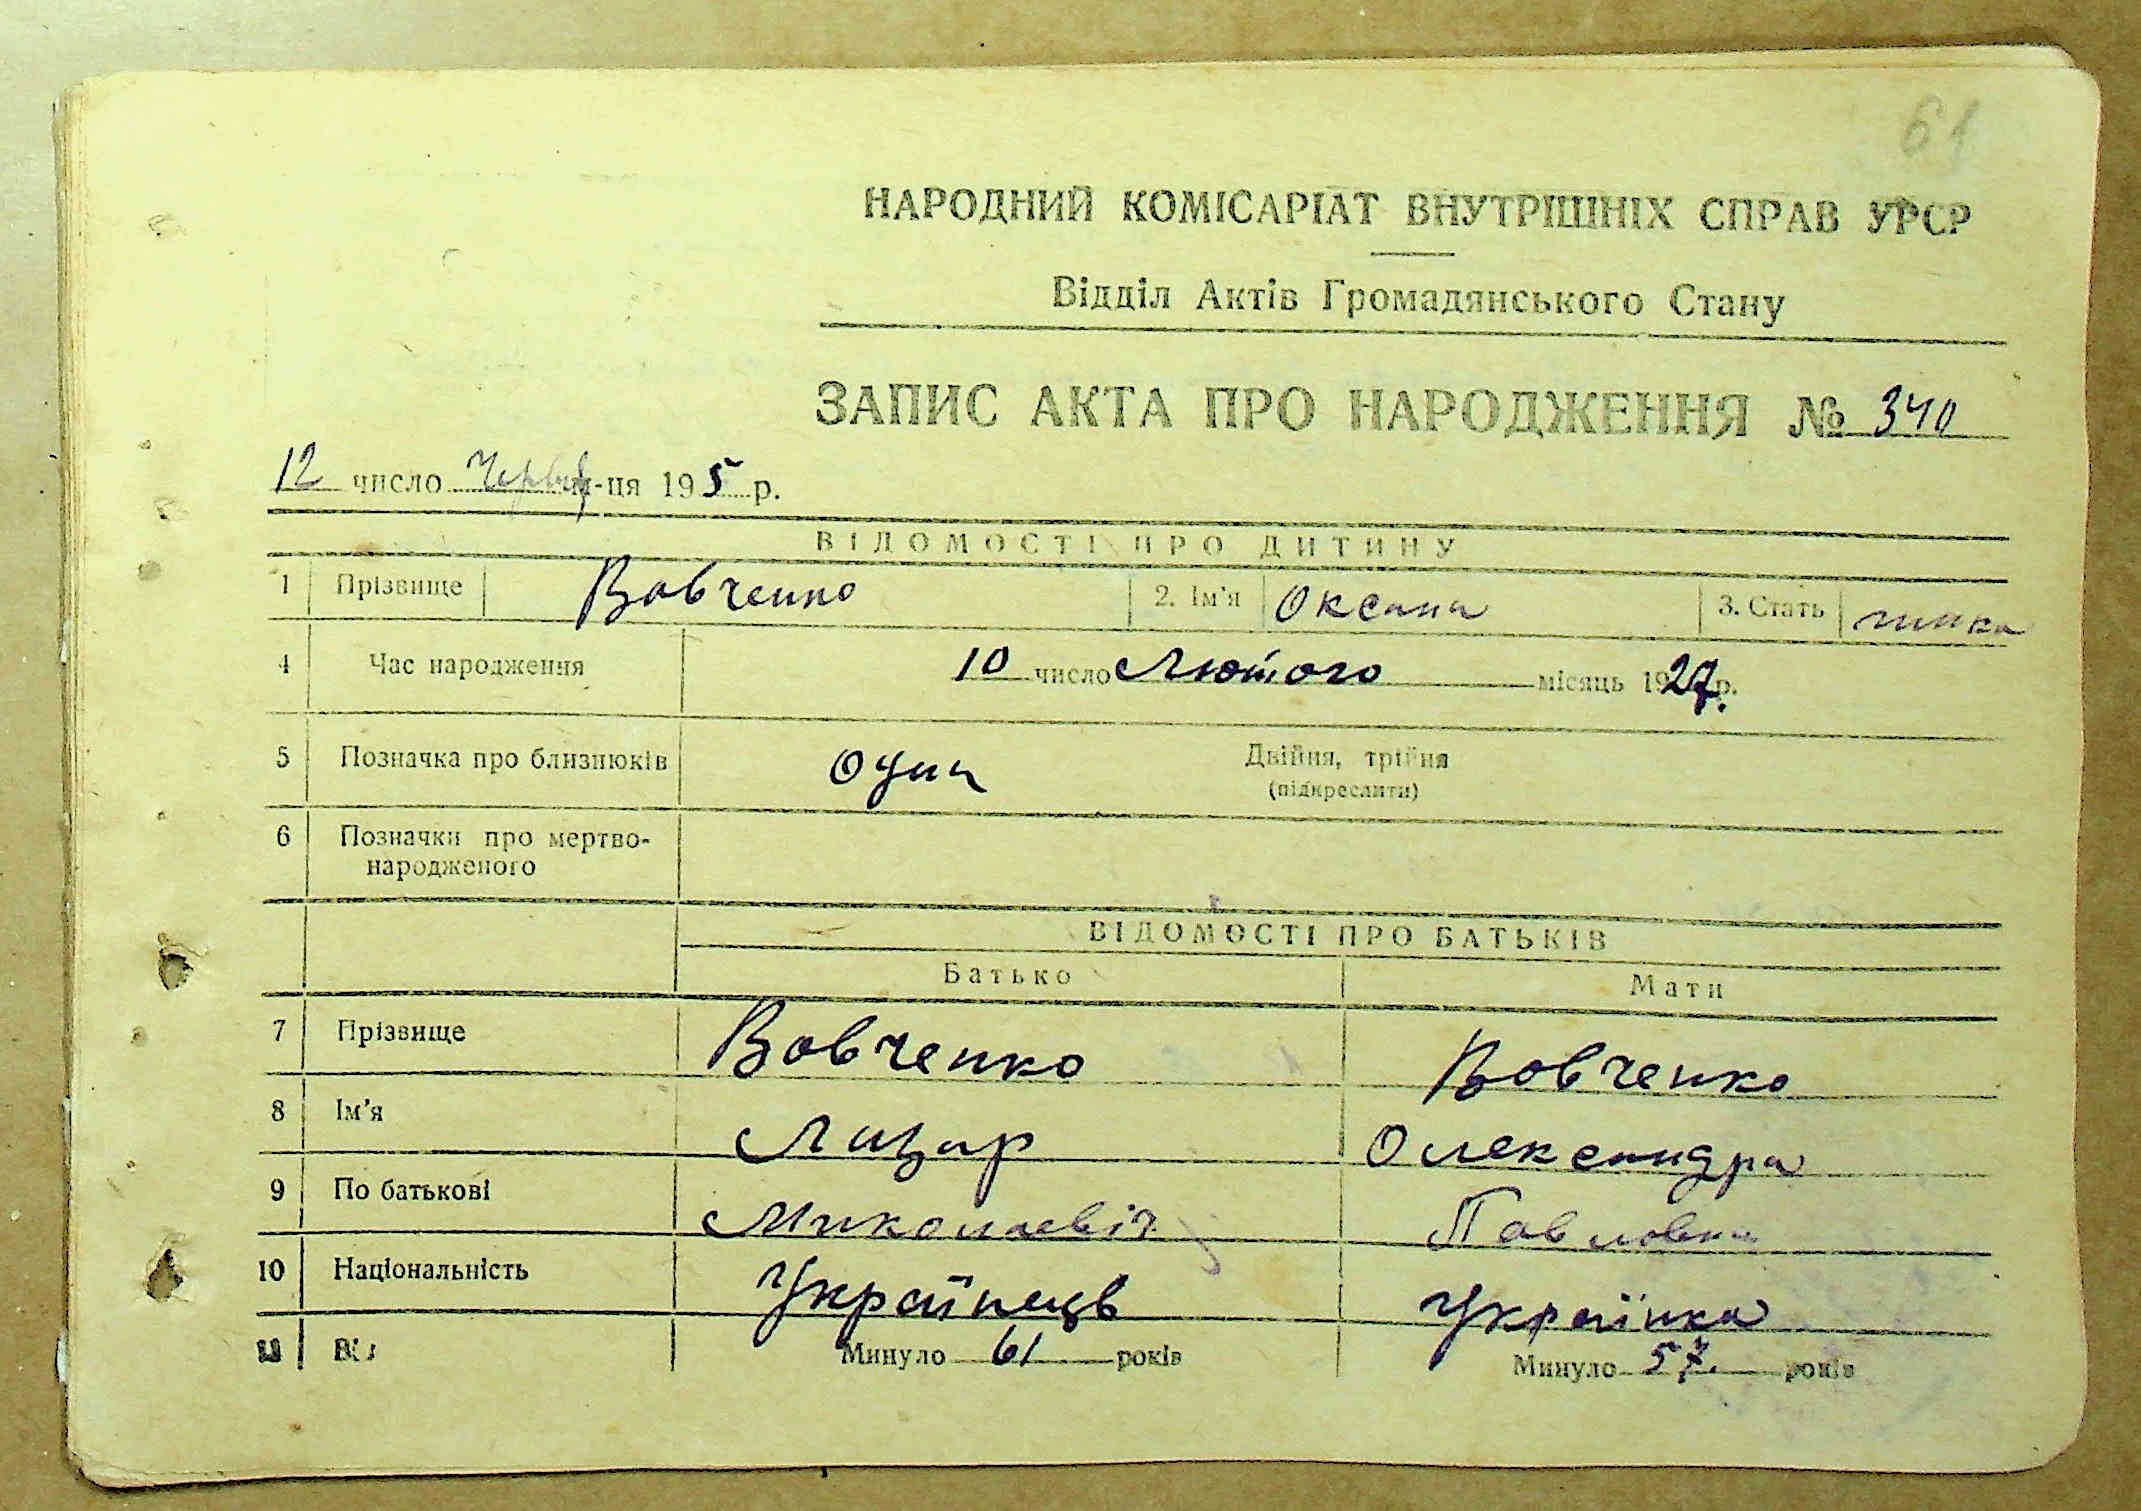 61
НАРОДНИЙ КОМІСАРІАТ ВНУТРІШНІХ СПРАВ УРСР
Відділ Актів Громадянського Стану
ЗАПИС АКТА ПРО НАРОДЖЕННЯ № 340
12 число м-ця 195 р.
ВІДОМОСТІ ПРО ДИТИНУ
1 Прізвище Вовченко 2. Ім'я Оксана 3. Стать
4 Час народження 10 число Лютого місяць 1927 р.
5 Позначка про близнюків Один Двійня, трійня
(підкреслити)
6 Позначки про мертво-
народженого
ВІДОМОСТІ ПРО БАТЬКІВ
Батько Мати
7 Прізвище Вовченко Вовченко
8 Ім'я Лазар Олександра
9 По батькові Миколаевіч Павловна
10 Національність Українець Українка
11 Вік Минуло 61 років Минуло 57. років